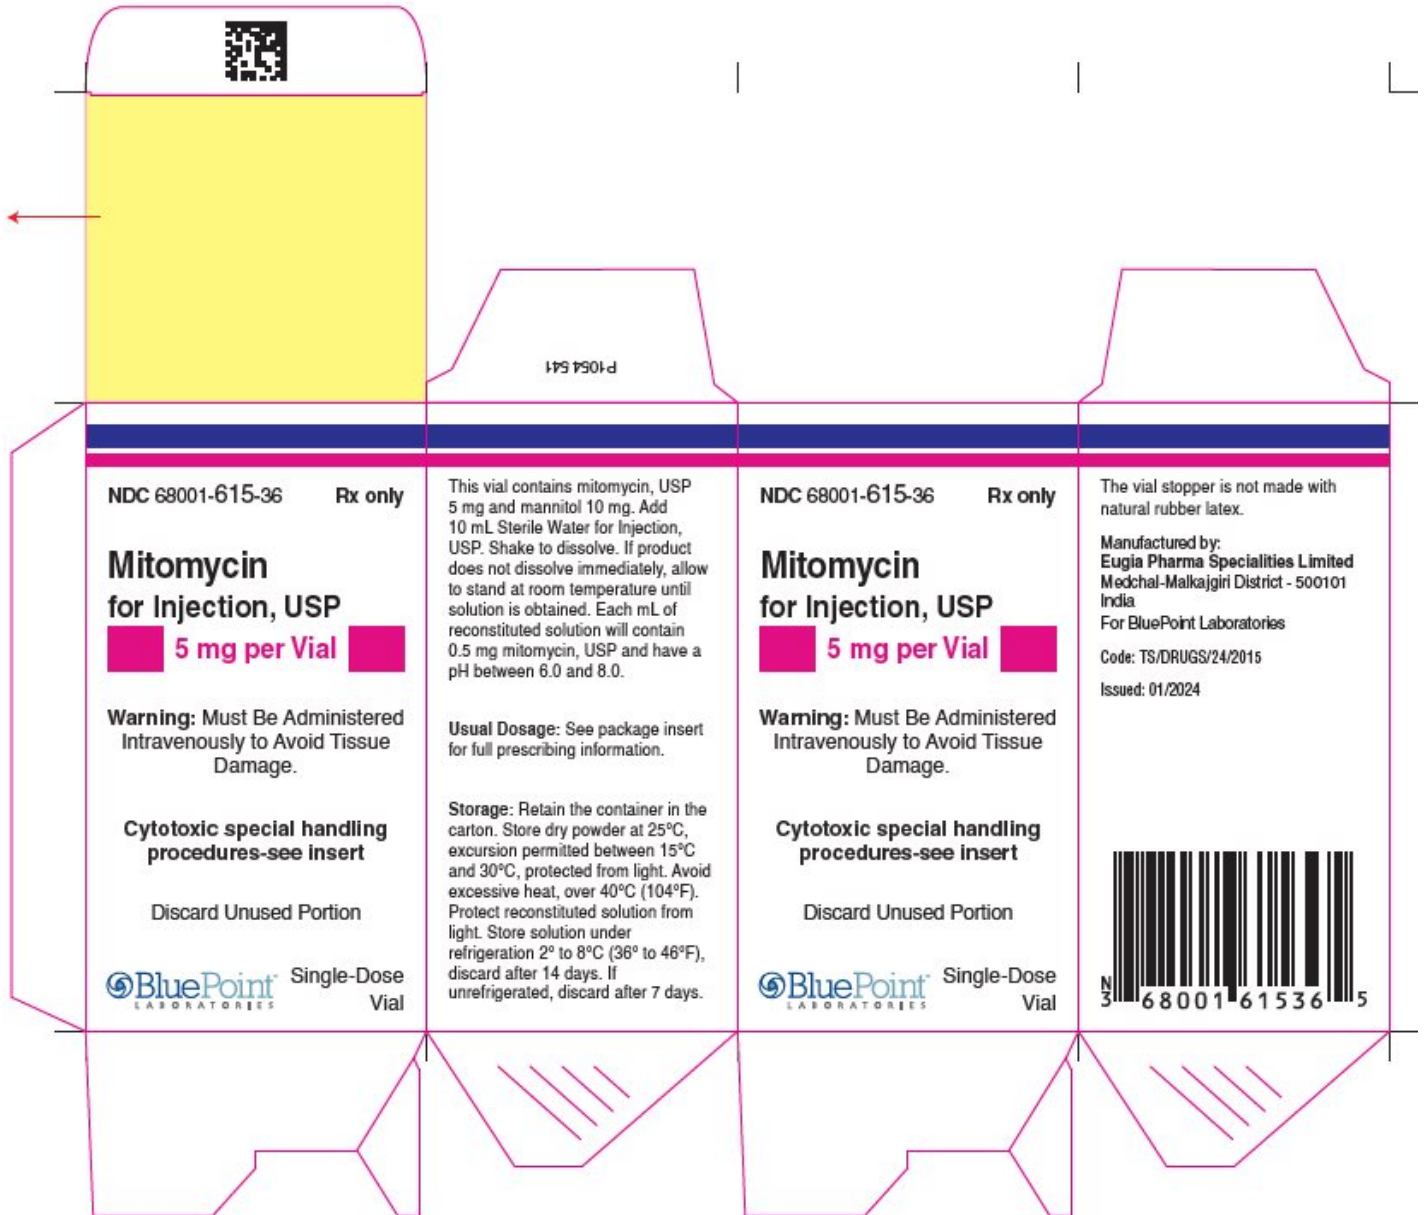 P1054541
NDC 68001-615-36 Rx only
Mitomycin
for Injection, USP
5 mg per Vial
Warning: Must Be Administered
Intravenously to Avoid Tissue
Damage.
Cytotoxic special handling
procedures-see insert
Discard Unused Portion
BluePoint
LABORATORIES
Single-Dose
Vial
This vial contains mitomycin, USP
5 mg and mannitol 10 mg. Add
10 mL Sterile Water for Injection,
USP. Shake to dissolve. If product
does not dissolve immediately, allow
to stand at room temperature until
solution is obtained. Each mL of
reconstituted solution will contain
0.5 mg mitomycin, USP and have a
pH between 6.0 and 8.0.
Usual Dosage: See package insert
for full prescribing information.
Storage: Retain the container in the
carton. Store dry powder at 25ºC,
excursion permitted between 15ºC
and 30ºC, protected from light. Avoid
excessive heat, over 40ºC (104ºF).
Protect reconstituted solution from
light. Store solution under
refrigeration 2º to 8ºC (36º to 46ºF),
discard after 14 days. If
unrefrigerated, discard after 7 days.
NDC 68001-615-36 Rx only
Mitomycin
for Injection, USP
5 mg per Vial
Warning: Must Be Administered
Intravenously to Avoid Tissue
Damage.
Cytotoxic special handling
procedures-see insert
Discard Unused Portion
BluePoint
LABORATORIES
Single-Dose
Vial
The vial stopper is not made with
natural rubber latex.
Manufactured by:
Eugia Pharma Specialities Limited
Medchal-Malkajgiri District - 500101
India
For BluePoint Laboratories
Code: TS/DRUGS/24/2015
Issued: 01/2024
N
3 68001 61536 5